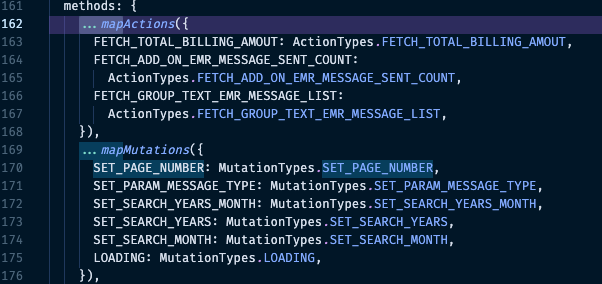 161 methods: {
162 ...mapActions({
163 FETCH_TOTAL_BILLING_AMOUT: ActionTypes.FETCH_TOTAL_BILLING_AMOUT,
164 FETCH_ADD_ON_EMR_MESSAGE_SENT_COUNT:
165 ActionTypes.FETCH_ADD_ON_EMR_MESSAGE_SENT_COUNT,
166 FETCH_GROUP_TEXT_EMR_MESSAGE_LIST:
167 ActionTypes.FETCH_GROUP_TEXT_EMR_MESSAGE_LIST,
168 }),
169 ...mapMutations({
170 SET_PAGE_NUMBER: MutationTypes.SET_PAGE_NUMBER,
171 SET_PARAM_MESSAGE_TYPE: MutationTypes.SET_PARAM_MESSAGE_TYPE,
172 SET_SEARCH_YEARS_MONTH: MutationTypes.SET_SEARCH_YEARS_MONTH,
173 SET_SEARCH_YEARS: MutationTypes.SET_SEARCH_YEARS,
174 SET_SEARCH_MONTH: MutationTypes.SET_SEARCH_MONTH,
175 LOADING: MutationTypes.LOADING,
176 }),